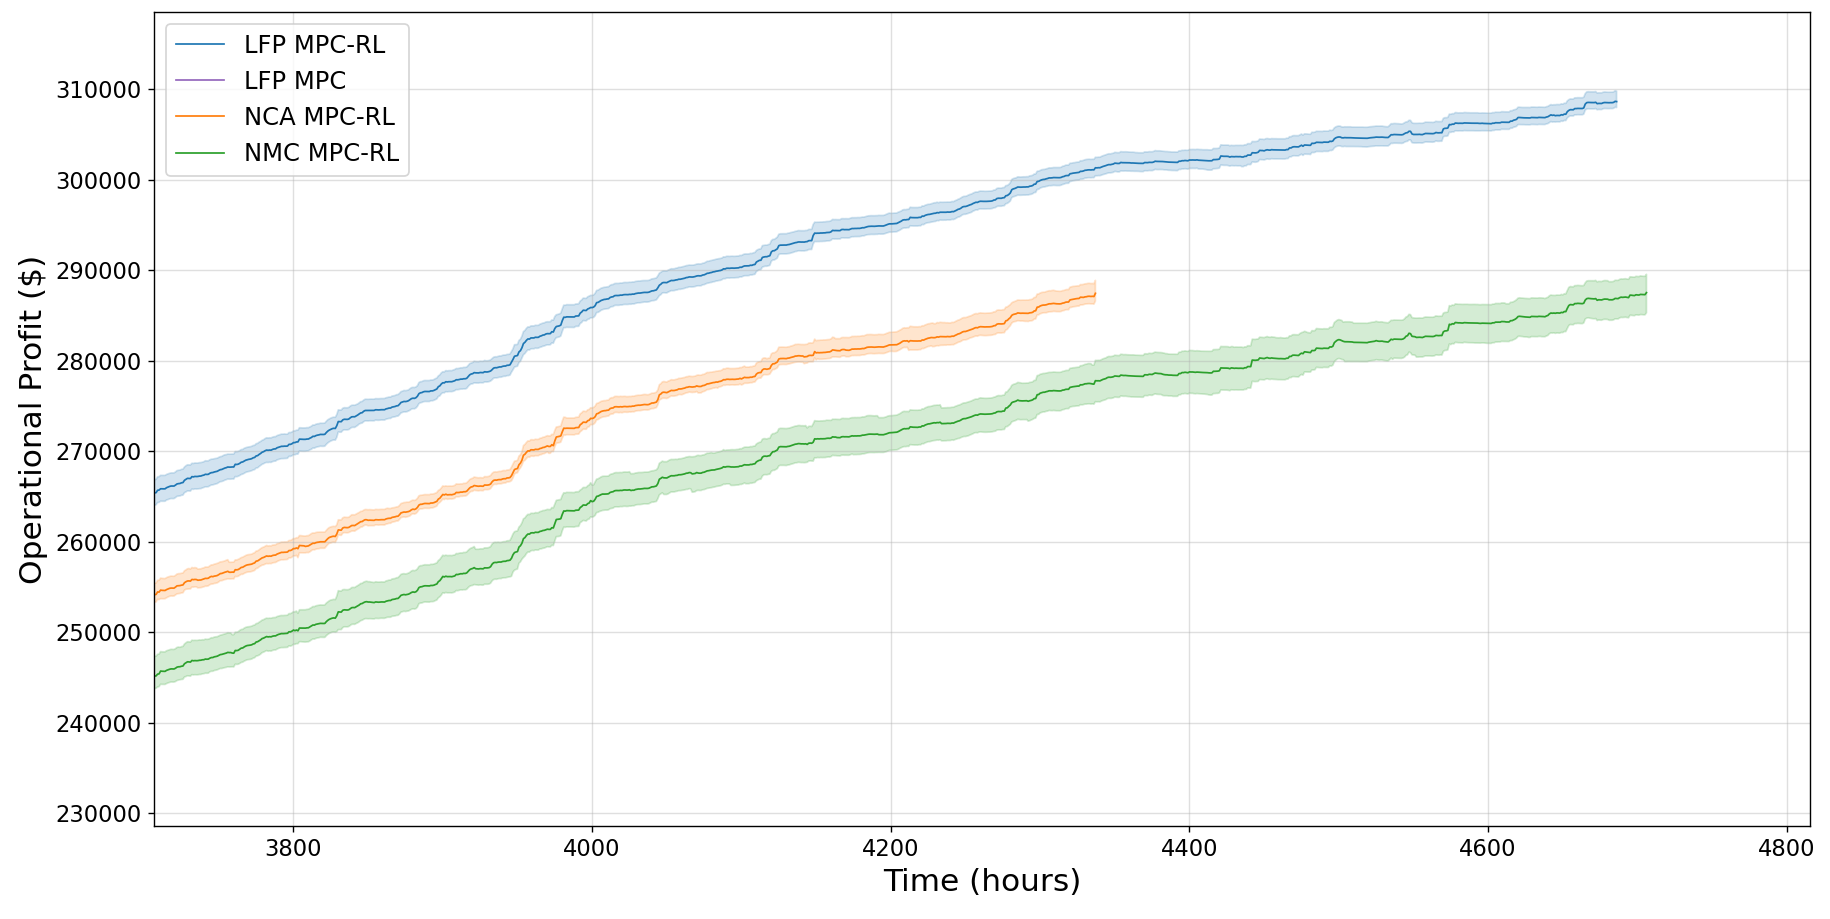 LFP MPC-RL
LFP MPC
NCA MPC-RL
NMC MPC-RL
310000
300000
290000
280000
270000
260000
250000
240000
230000
Operational Profit ($)
3800 4000 4200 4400 4600 4800
Time (hours)